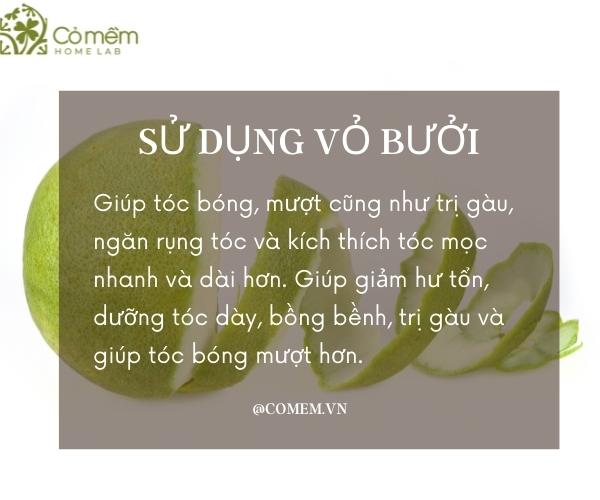 Cỏ mềm
HOME LAB
SỬ DỤNG VỎ BƯỞI
Giúp tóc bóng, mượt cũng như trị gàu,
ngăn rụng tóc và kích thích tóc mọc
nhanh và dài hơn. Giúp giảm hư tổn,
dưỡng tóc dày, bồng bềnh, trị gàu và
giúp tóc bóng mượt hơn.
@COMEM.VN